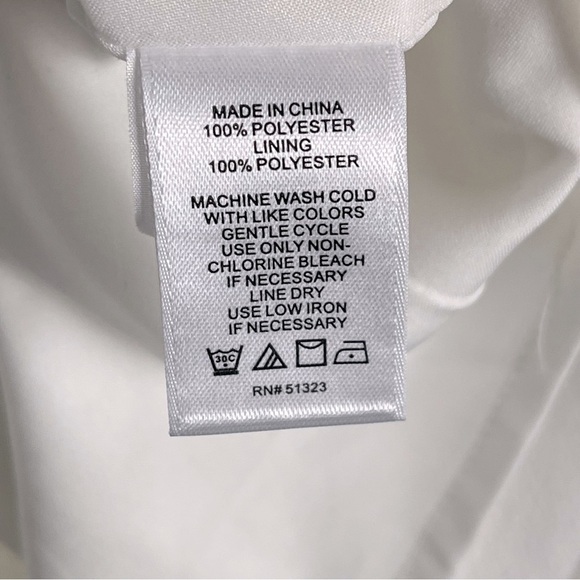 MADE IN CHINA
100% POLYESTER
LINING
100% POLYESTER
MACHINE WASH COLD
WITH LIKE COLORS
GENTLE CYCLE
USE ONLY NON-
CHLORINE BLEACH
IF NECESSARY
LINE DRY
USE LOW IRON
IF NECESSARY
30C
RN# 51323